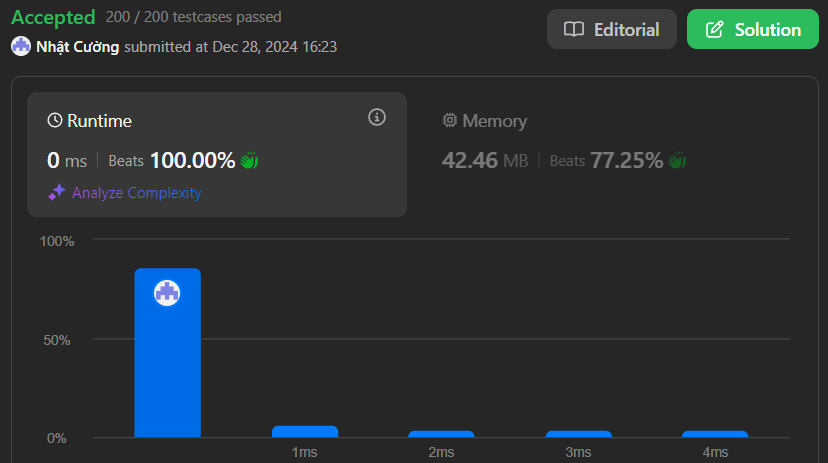 Accepted 200 / 200 testcases passed
Nhật Cường submitted at Dec 28, 2024 16:23
Editorial
Solution
Runtime
0 ms | Beats 100.00%
Analyze Complexity
Memory
42.46 MB | Beats 77.25%
100%
50%
0%
1ms 2ms 3ms 4ms